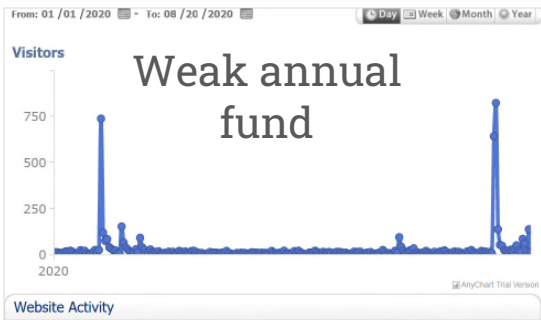 From: 01 /01 /2020 - To: 08 /20 /2020 Day Week Month Year
Visitors
Weak annual
fund
750
500
250
0
2020
AnyChart Trial Version
Website Activity